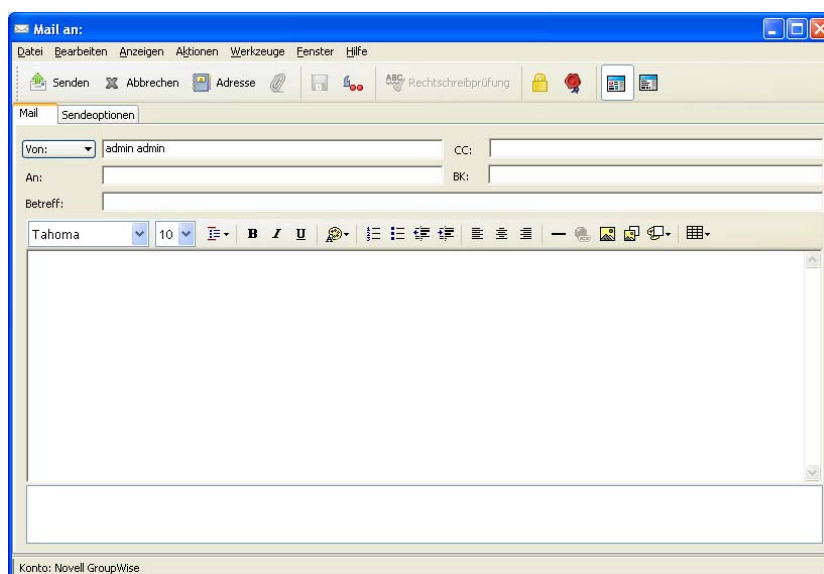 Mail an:
Datei Bearbeiten Anzeigen Aktionen Werkzeuge Fenster Hilfe
Senden Abbrechen Adresse ABC Rechtschreibprüfung
Mail Sendeoptionen
Von: admin admin CC:
An: BK:
Betreff:
Tahoma 10 B I U
Konto: Novell GroupWise